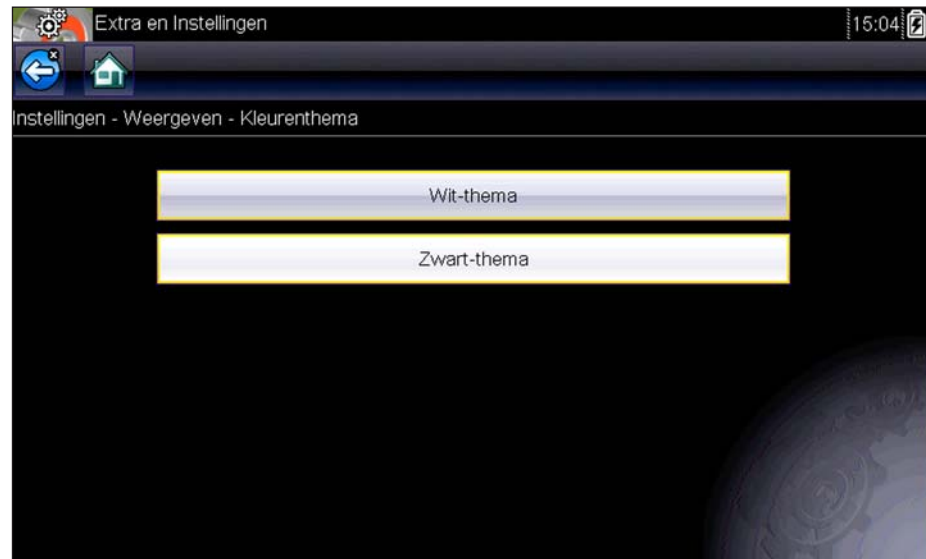 Extra en Instellingen
15:04
Instellingen - Weergeven - Kleurenthema
Wit-thema
Zwart-thema